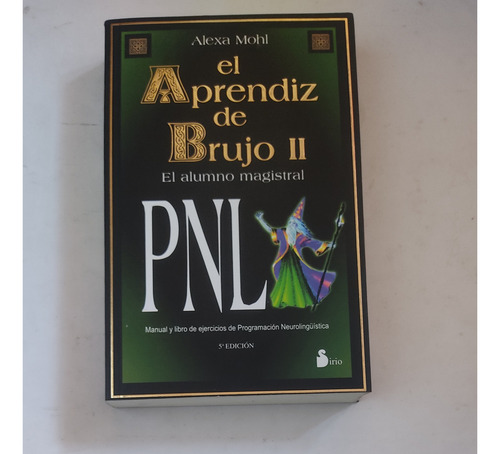 Alexa Mohl
el
Aprendiz
de
Brujo II
El alumno magistral
PNL
Manual y libro de ejercicios de Programación Neurolingüística
5ª EDICIÓN
Sirio